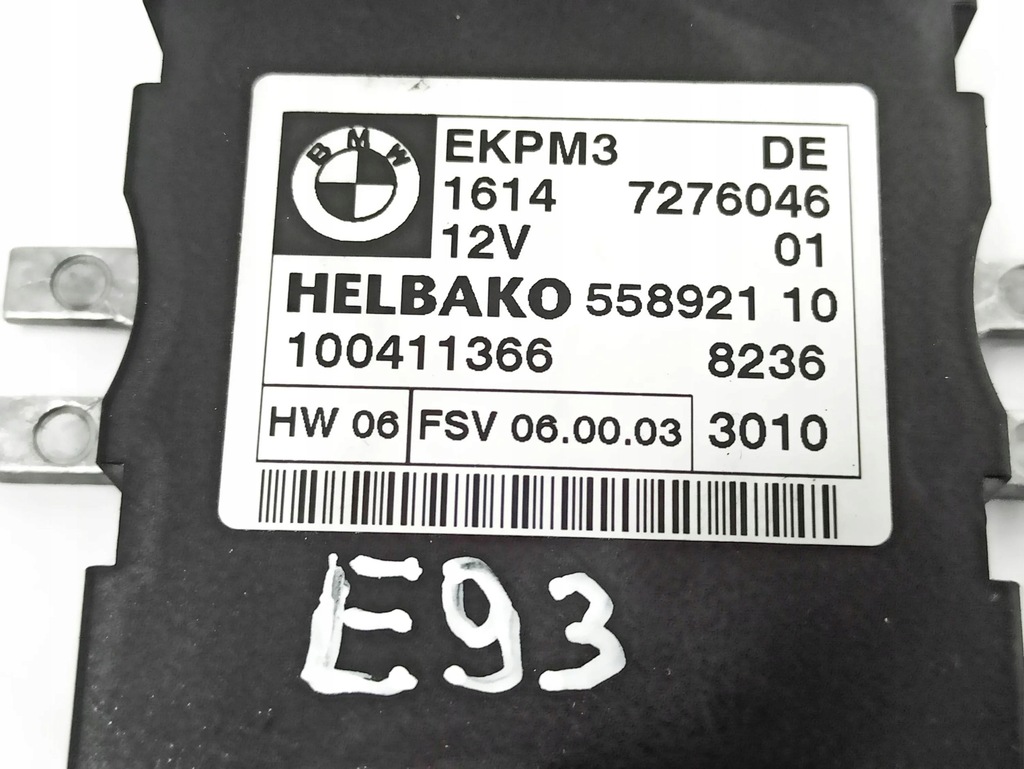 BMW
EKPM3 DE
1614 7276046
12V 01
HELBAKO 558921 10
100411366 8236
HW 06 FSV 06.00.03 3010
E93